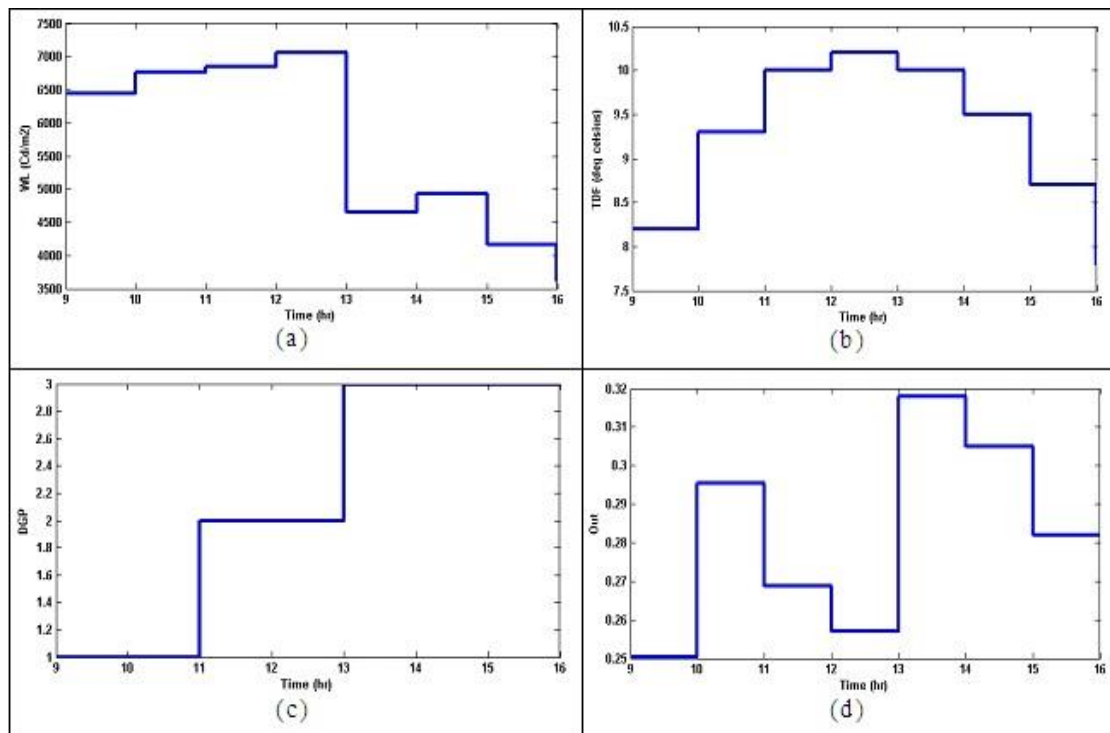 7500
7000
6500
6000
5500
5000
4500
4000
3500
WL (Cd/m2)
9 10 11 12 13 14 15 16
Time (hr)
(a)
10.5
10
9.5
9
8.5
8
7.5
TDF (deg celsius)
9 10 11 12 13 14 15 16
Time (hr)
(b)
3
2.8
2.6
2.4
2.2
2
1.8
1.6
1.4
1.2
1
DGP
9 10 11 12 13 14 15 16
Time (hr)
(c)
0.32
0.31
0.3
0.29
0.28
0.27
0.26
0.25
Out
9 10 11 12 13 14 15 16
Time (hr)
(d)